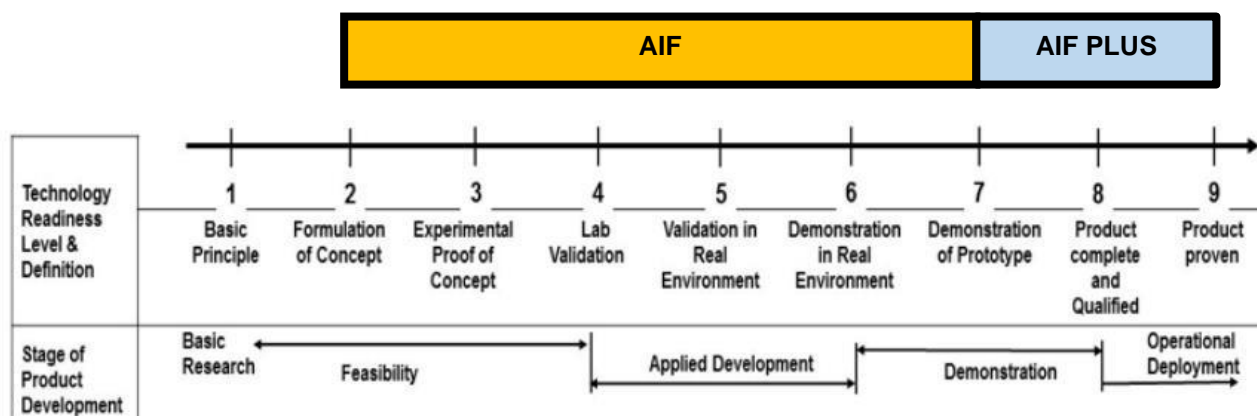 AIF
AIF PLUS
Technology
Readiness
Level &
Definition
1
2
3
4
5
6
7
8
9
Basic
Principle
Formulation
of Concept
Experimental
Proof of
Concept
Lab
Validation
Validation in
Real
Environment
Demonstration
in Real
Environment
Demonstration
of Prototype
Product
complete
and
Qualified
Product
proven
Stage of
Product
Development
Basic
Research
Feasibility
Applied Development
Demonstration
Operational
Deployment